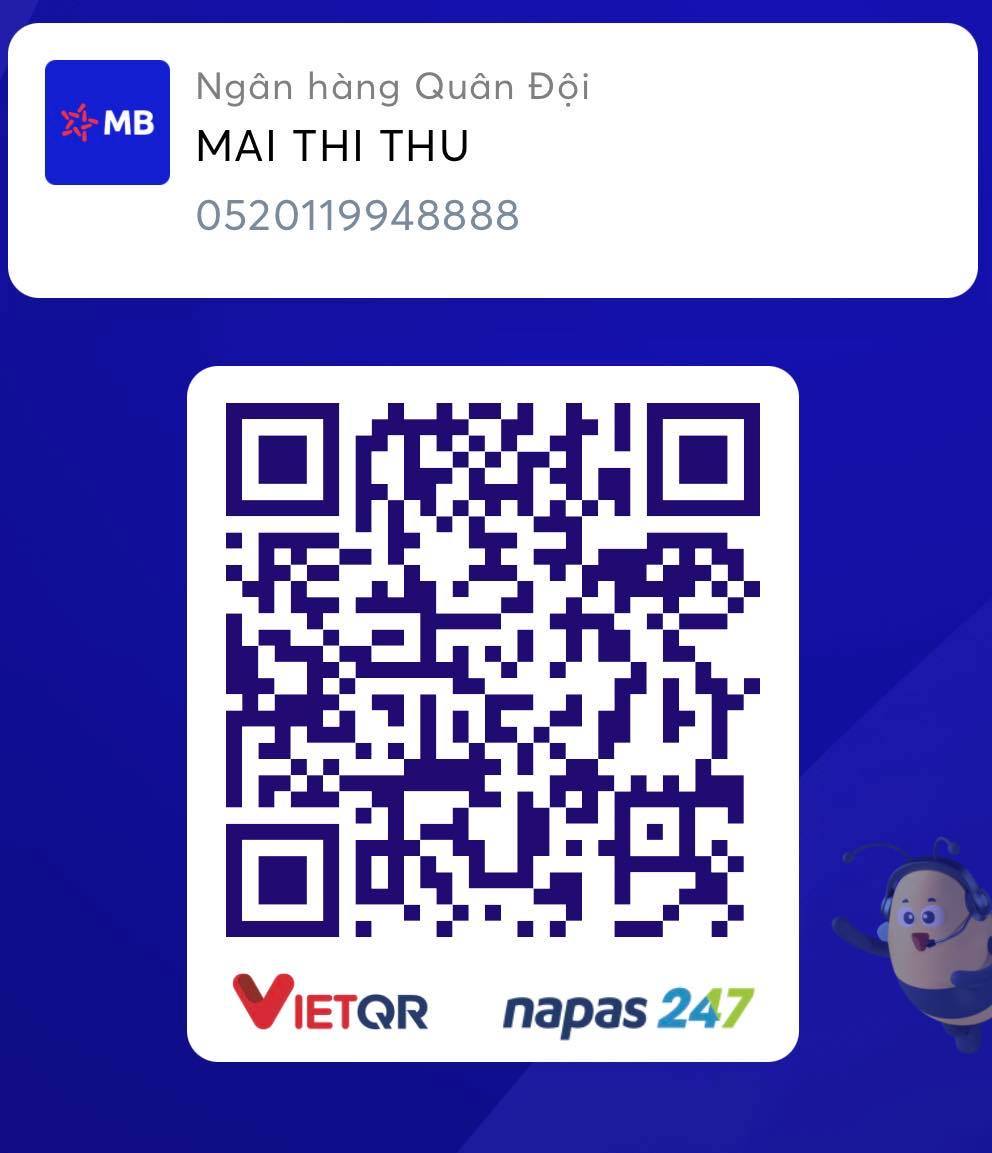 MB
Ngân hàng Quân Đội
MAI THI THU
0520119948888
VIETQR
napas 247